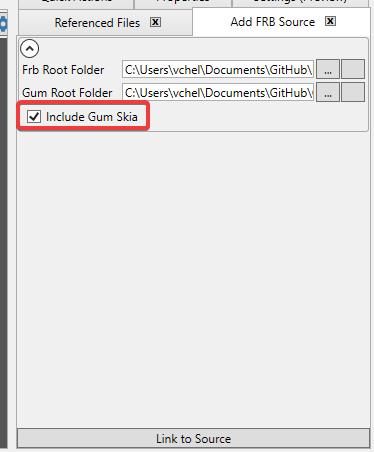 Quick Actions Properties Settings (Preview)
Referenced Files Add FRB Source
Frb Root Folder C:\Users\vchel\Documents\GitHub\ ...
Gum Root Folder C:\Users\vchel\Documents\GitHub\ ...
Include Gum Skia
Link to Source